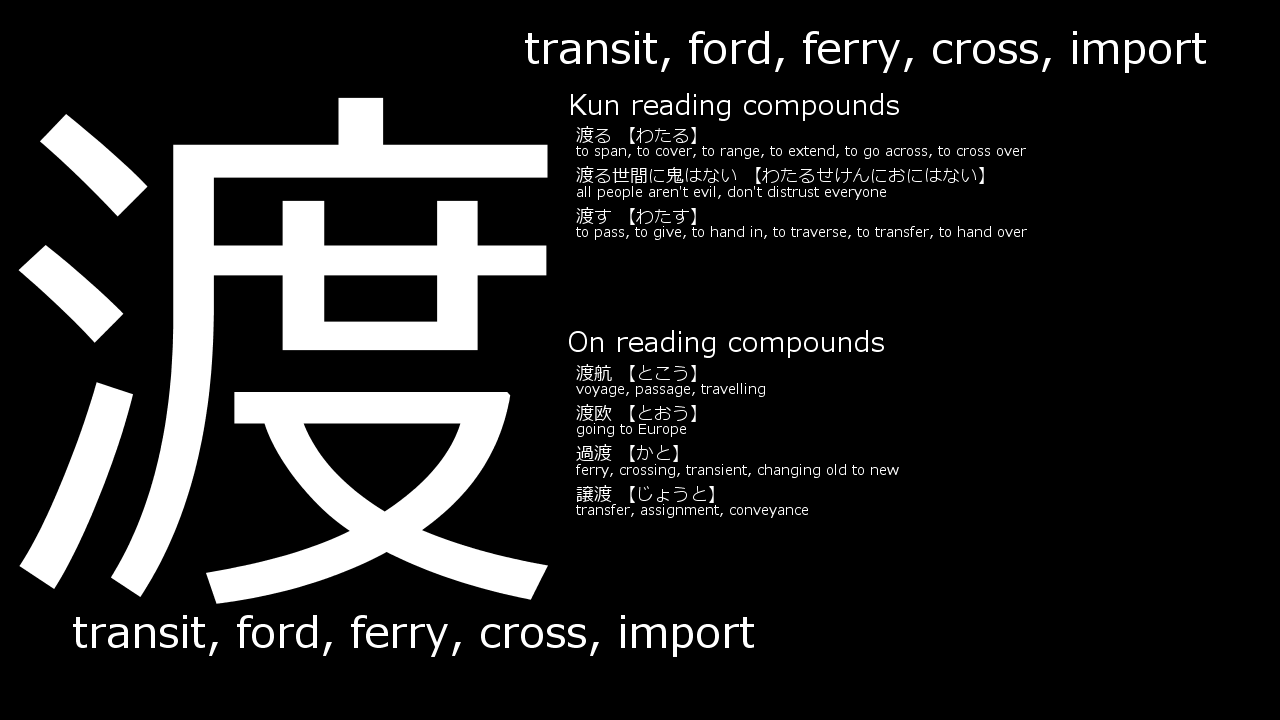 transit, ford, ferry, cross, import
渡
Kun reading compounds
渡る 【わたる】
to span, to cover, to range, to extend, to go across, to cross over
渡る世間に鬼はない 【わたるせけんにおにはない】
all people aren't evil, don't distrust everyone
渡す 【わたす】
to pass, to give, to hand in, to traverse, to transfer, to hand over
On reading compounds
渡航 【とこう】
voyage, passage, travelling
渡欧 【とおう】
going to Europe
過渡 【かと】
ferry, crossing, transient, changing old to new
譲渡 【じょうと】
transfer, assignment, conveyance
transit, ford, ferry, cross, import